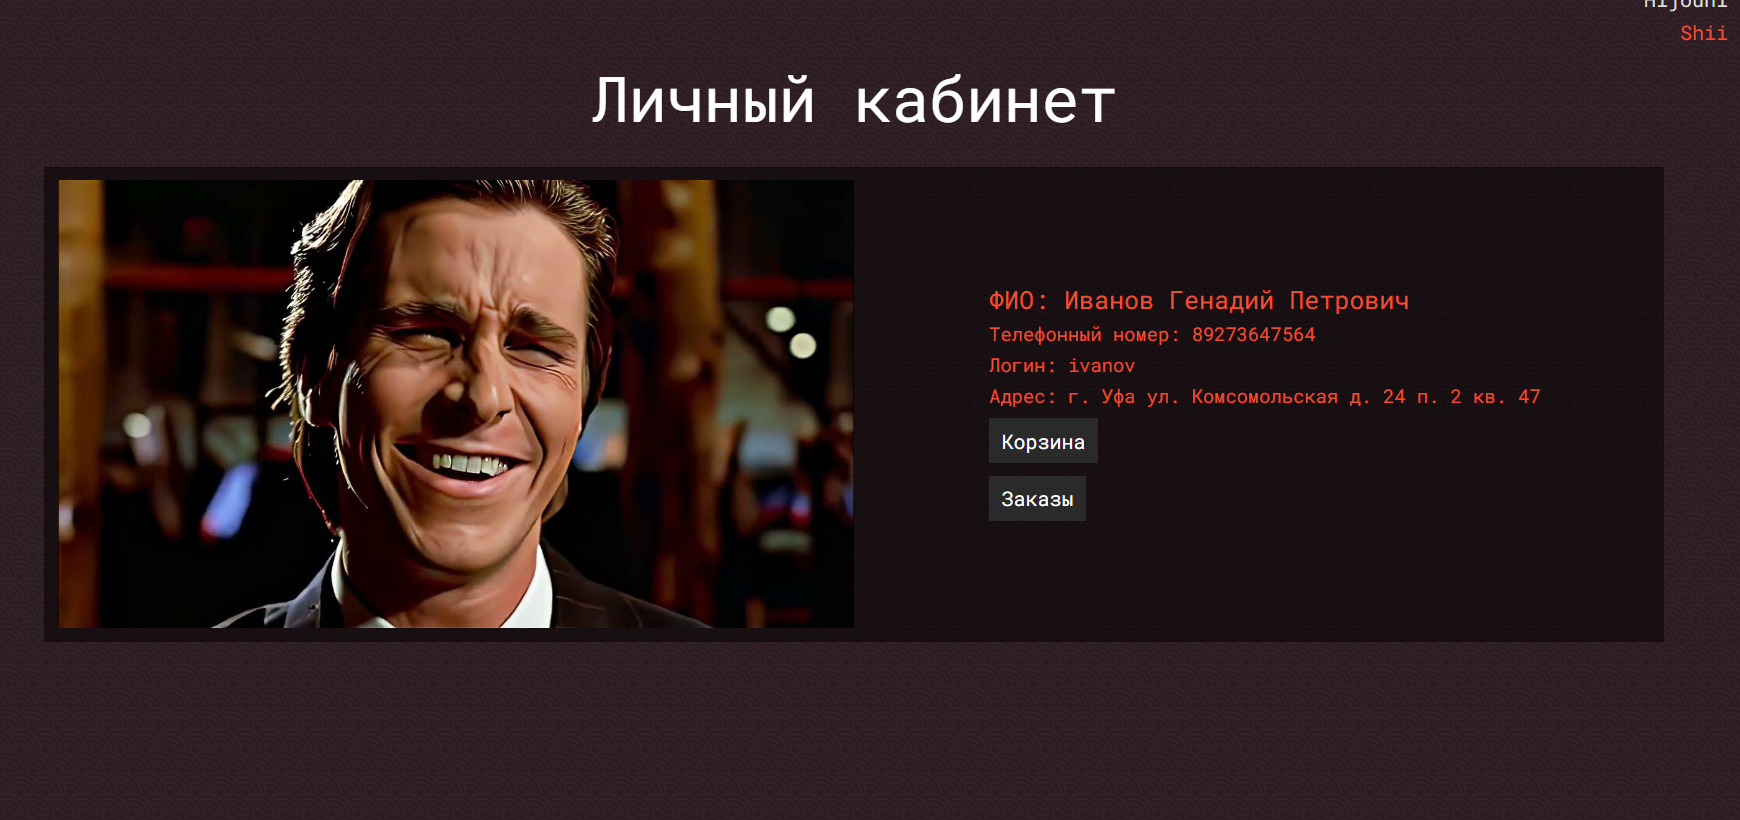 Shii
Личный кабинет
ФИО: Иванов Генадий Петрович
Телефонный номер: 89273647564
Логин: ivanov
Адрес: г. Уфа ул. Комсомольская д. 24 п. 2 кв. 47
Корзина
Заказы